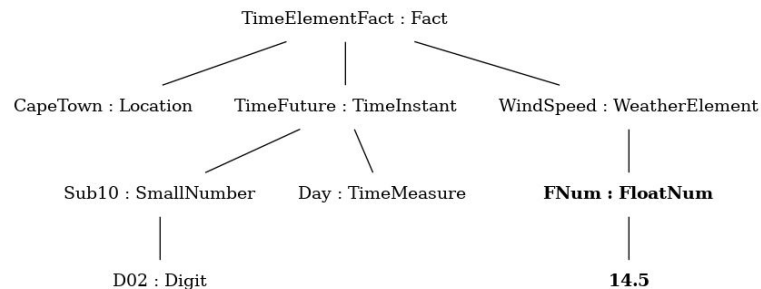 TimeElementFact : Fact
CapeTown : Location TimeFuture : TimeInstant WindSpeed : WeatherElement
Sub10 : SmallNumber Day : TimeMeasure FNum : FloatNum
D02 : Digit 14.5